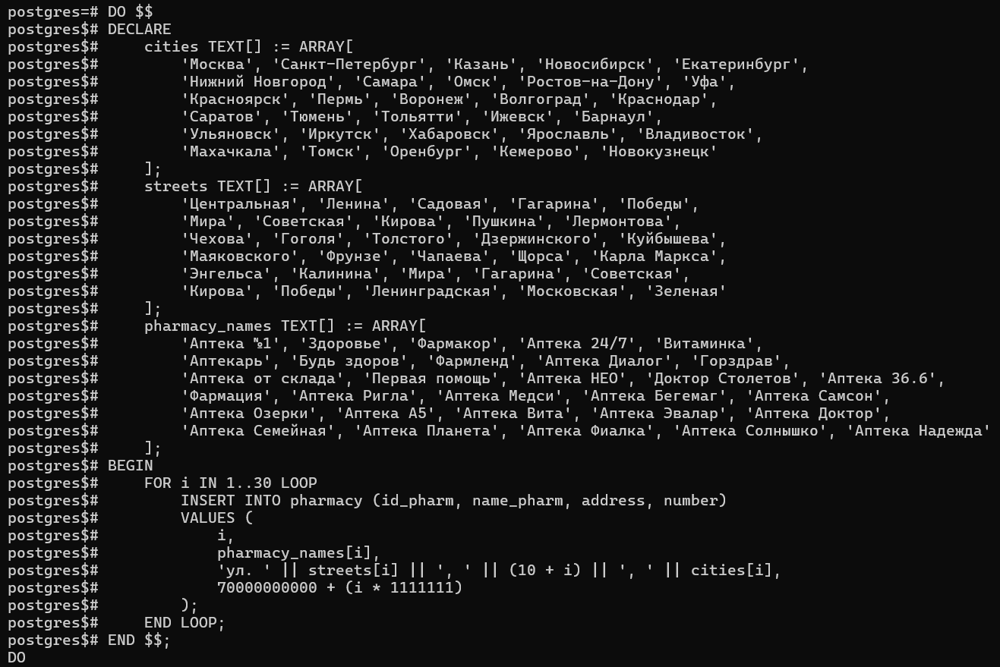 postgres=# DO $$
postgres$# DECLARE
postgres$#     cities TEXT[] := ARRAY[
postgres$#         'Москва', 'Санкт-Петербург', 'Казань', 'Новосибирск', 'Екатеринбург',
postgres$#         'Нижний Новгород', 'Самара', 'Омск', 'Ростов-на-Дону', 'Уфа',
postgres$#         'Красноярск', 'Пермь', 'Воронеж', 'Волгоград', 'Краснодар',
postgres$#         'Саратов', 'Тюмень', 'Тольятти', 'Ижевск', 'Барнаул',
postgres$#         'Ульяновск', 'Иркутск', 'Хабаровск', 'Ярославль', 'Владивосток',
postgres$#         'Махачкала', 'Томск', 'Оренбург', 'Кемерово', 'Новокузнецк'
postgres$#     ];
postgres$#     streets TEXT[] := ARRAY[
postgres$#         'Центральная', 'Ленина', 'Садовая', 'Гагарина', 'Победы',
postgres$#         'Мира', 'Советская', 'Кирова', 'Пушкина', 'Лермонтова',
postgres$#         'Чехова', 'Гоголя', 'Толстого', 'Дзержинского', 'Куйбышева',
postgres$#         'Маяковского', 'Фрунзе', 'Чапаева', 'Щорса', 'Карла Маркса',
postgres$#         'Энгельса', 'Калинина', 'Мира', 'Гагарина', 'Советская',
postgres$#         'Кирова', 'Победы', 'Ленинградская', 'Московская', 'Зеленая'
postgres$#     ];
postgres$#     pharmacy_names TEXT[] := ARRAY[
postgres$#         'Аптека №1', 'Здоровье', 'Фармакор', 'Аптека 24/7', 'Витаминка',
postgres$#         'Аптекарь', 'Будь здоров', 'Фармленд', 'Аптека Диалог', 'Горздрав',
postgres$#         'Аптека от склада', 'Первая помощь', 'Аптека НЕО', 'Доктор Столетов', 'Аптека 36.6',
postgres$#         'Фармация', 'Аптека Ригла', 'Аптека Медси', 'Аптека Бегемаг', 'Аптека Самсон',
postgres$#         'Аптека Озерки', 'Аптека А5', 'Аптека Вита', 'Аптека Эвалар', 'Аптека Доктор',
postgres$#         'Аптека Семейная', 'Аптека Планета', 'Аптека Фиалка', 'Аптека Солнышко', 'Аптека Надежда'
postgres$#     ];
postgres$# BEGIN
postgres$#     FOR i IN 1..30 LOOP
postgres$#         INSERT INTO pharmacy (id_pharm, name_pharm, address, number)
postgres$#         VALUES (
postgres$#             i,
postgres$#             pharmacy_names[i],
postgres$#             'ул. ' || streets[i] || ', ' || (10 + i) || ', ' || cities[i],
postgres$#             70000000000 + (i * 1111111)
postgres$#         );
postgres$#     END LOOP;
postgres$# END $$;
DO